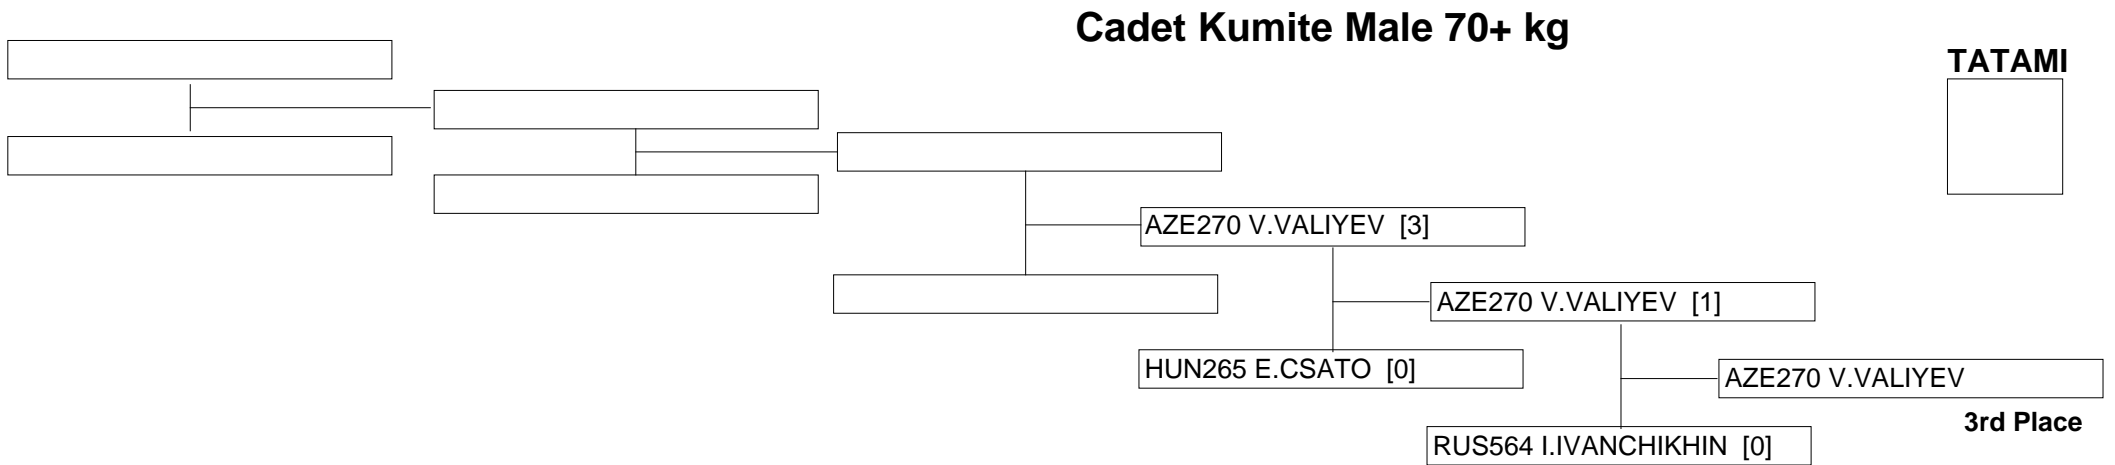 Cadet Kumite Male 70+ kg
TATAMI
AZE270 V.VALIYEV [3]
AZE270 V.VALIYEV [1]
HUN265 E.CSATO [0]
AZE270 V.VALIYEV
3rd Place
RUS564 I.IVANCHIKHIN [0]